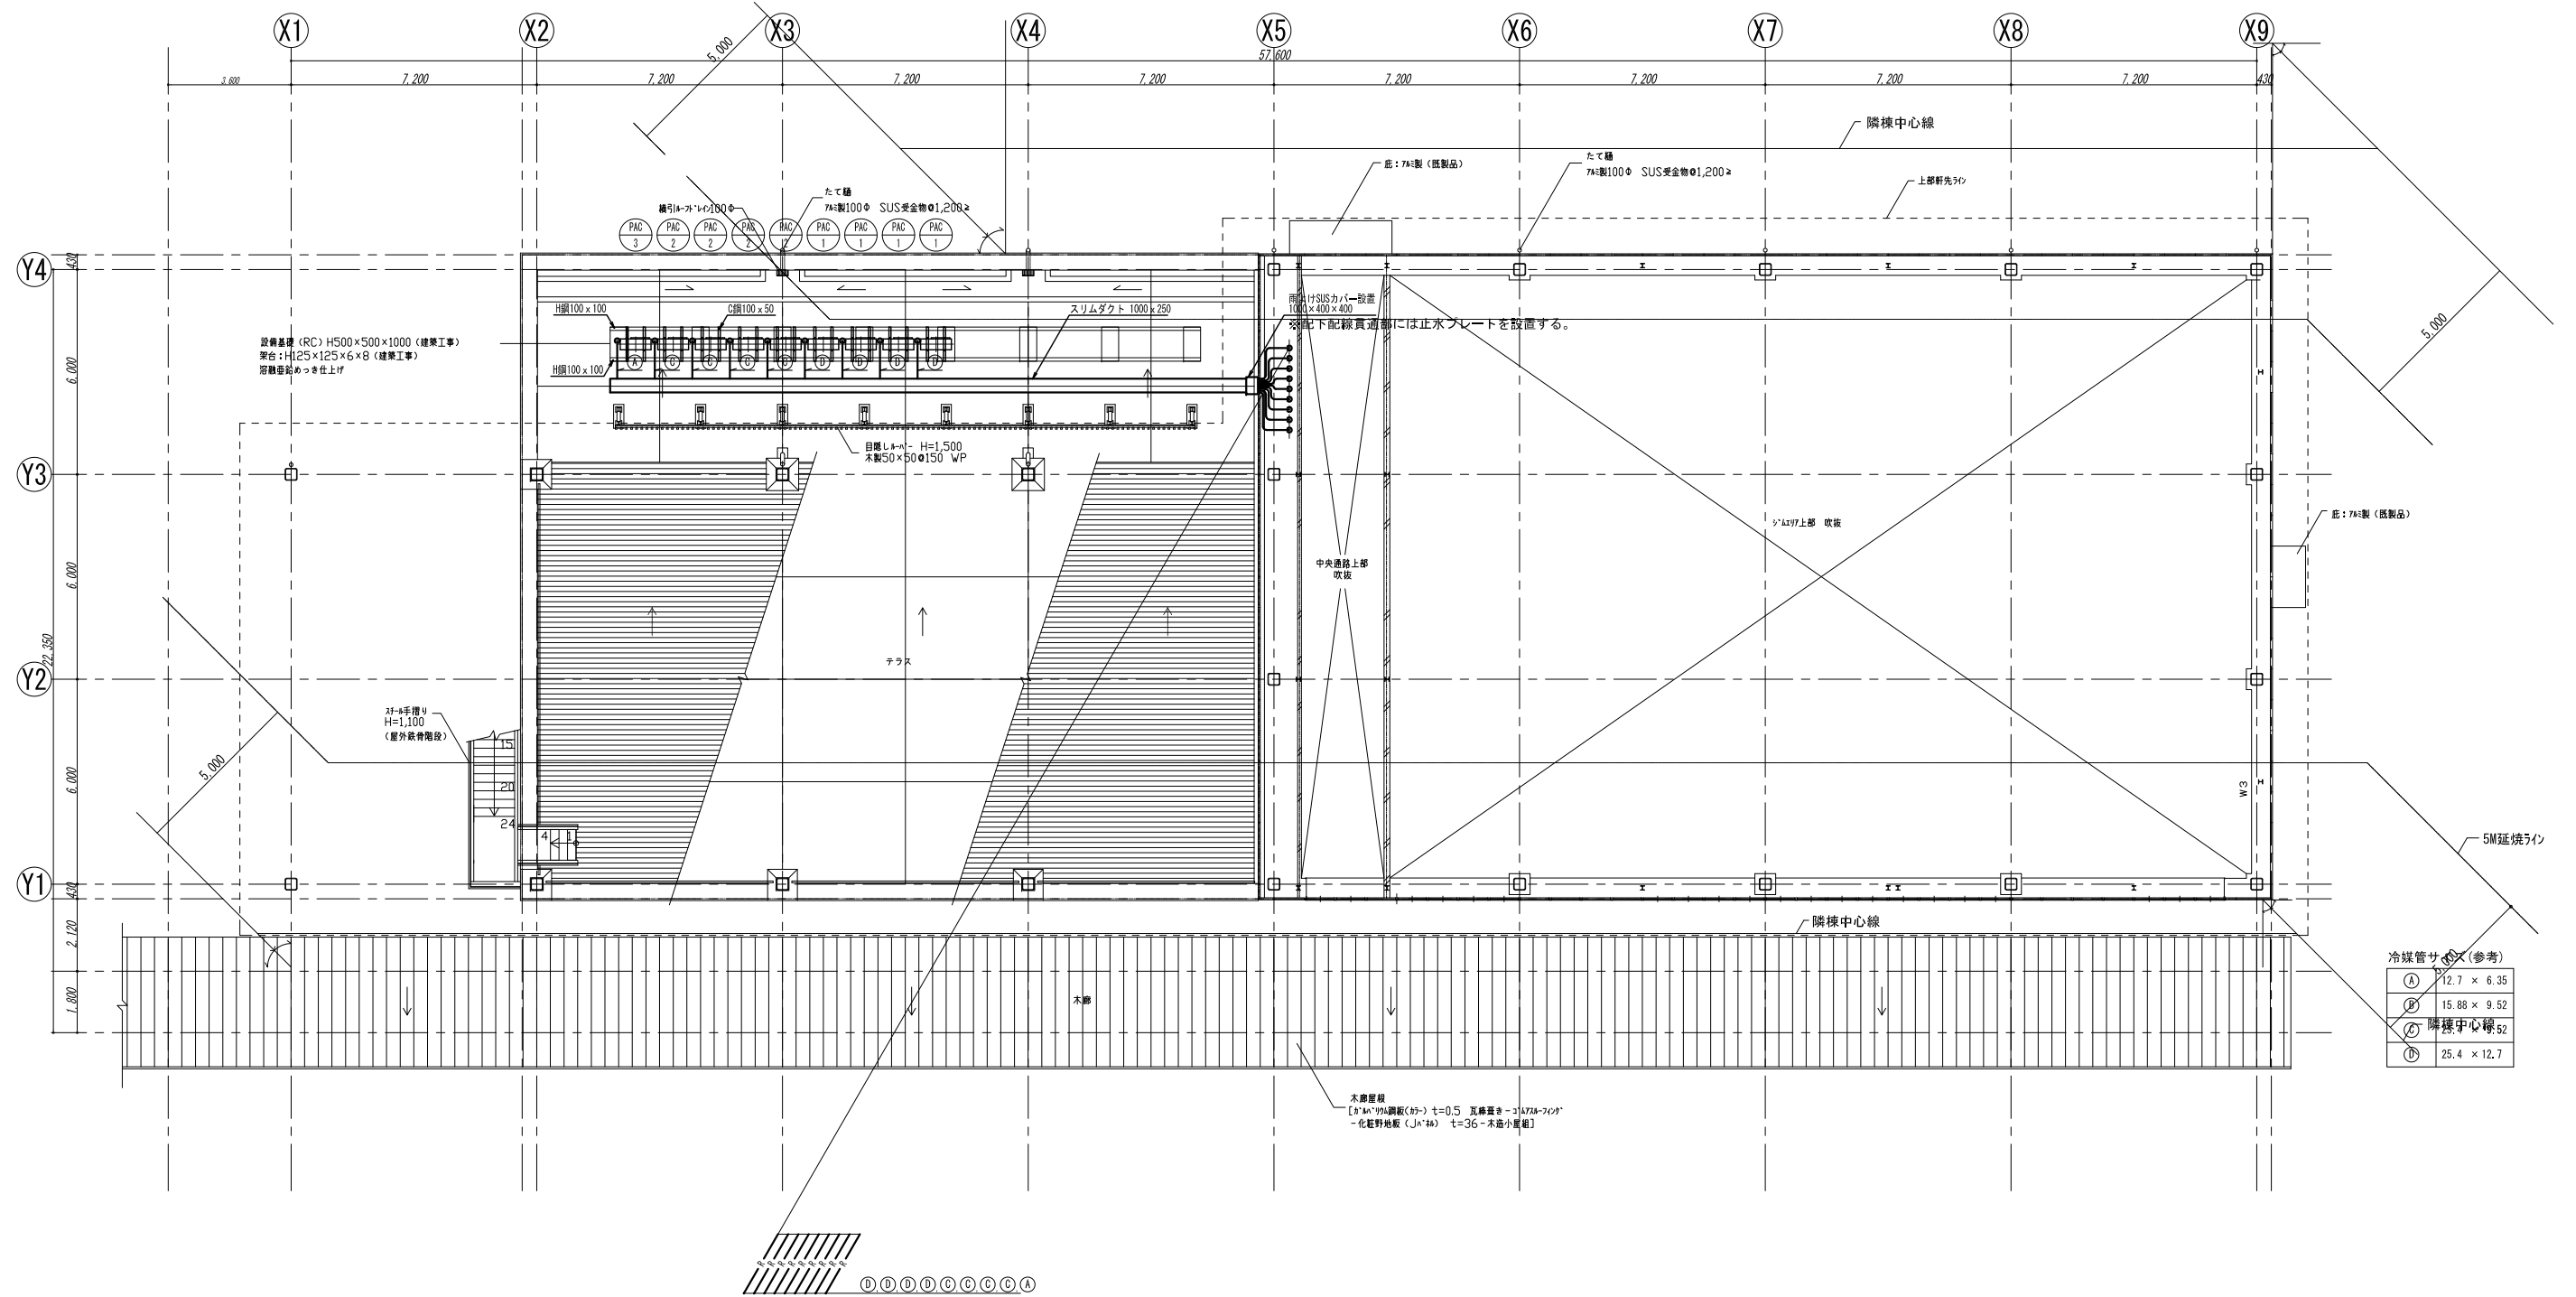 X1
X2
X3
X4
X5
X6
X7
X8
X9
57,600
3,600
7,200
7,200
7,200
7,200
7,200
7,200
7,200
7,200
430
5,000
隣棟中心線
庇：ｱﾙﾐ製（既製品）
たて樋
ｱﾙﾐ製100Φ SUS受金物@1,200≧
上部軒先ﾗｲﾝ
たて樋
ｱﾙﾐ製100Φ SUS受金物@1,200≧
横引ﾙｰﾌﾄﾞﾚｲﾝ100Φ
PAC 3
PAC 2
PAC 2
PAC 2
PAC 2
PAC 1
PAC 1
PAC 1
PAC 1
Y4
430
H鋼100 x 100
C鋼100 x 50
スリムダクト 1000 x 250
雨よけSUSカバー設置
1000×400×400
※配下配線貫通部には止水プレートを設置する。
設備基礎（RC）H500×500×1000（建築工事）
架台：H125×125×6×8（建築工事）
溶融亜鉛めっき仕上げ
H鋼100 x 100
A
C
C
C
C
D
D
D
D
5,000
6,000
目隠しﾙｰﾊﾞｰ H=1,500
木製50×50@150 WP
Y3
庇：ｱﾙﾐ製（既製品）
ｼﾞﾑｴﾘｱ上部 吹抜
中央通路上部
吹抜
6,000
22,350
テラス
Y2
ｽﾁｰﾙ手摺り
H=1,100
（屋外鉄骨階段）
15
20
24
4
1
5,000
6,000
W3
5M延焼ﾗｲﾝ
Y1
430
2,120
隣棟中心線
1,800
木廊
5,000
冷媒管サイズ(参考)
A 12.7 × 6.35
B 15.88 × 9.52
C 25.4 × 9.52
隣棟中心線
D 25.4 × 12.7
木廊屋根
[ｶﾞﾙﾊﾞﾘｳﾑ鋼板(ｶﾗｰ) t=0.5 瓦棒葺き－ｺﾞﾑｱｽﾙｰﾌｨﾝｸﾞ
－化粧野地板（Jﾊﾟﾈﾙ） t=36－木造小屋組]
R R R R R R R R R
D,D,D,D,C,C,C,C,A